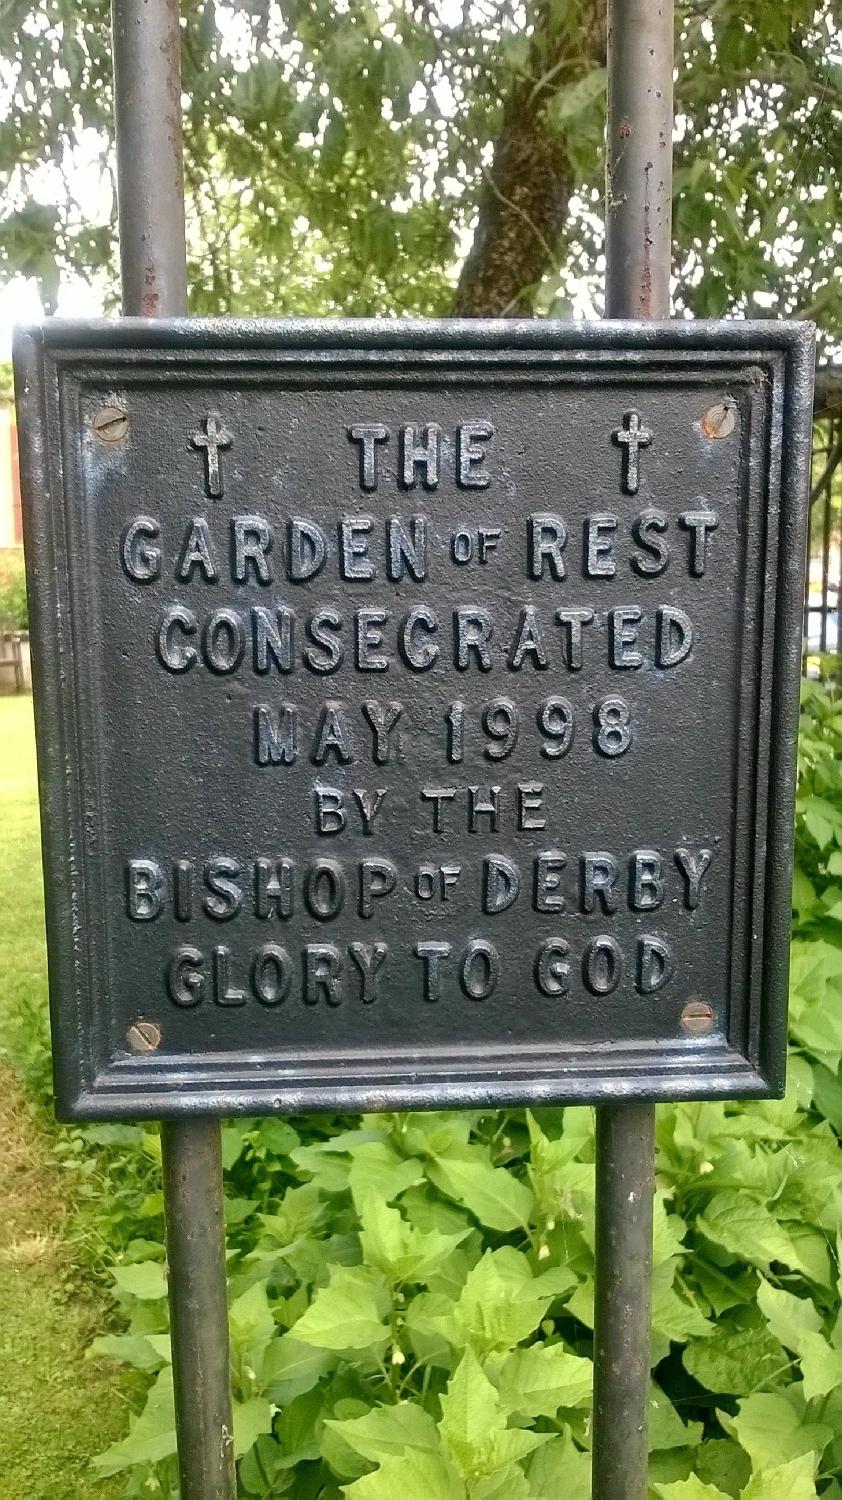 † THE †
GARDEN OF REST
CONSECRATED
MAY 1998
BY THE
BISHOP OF DERBY
GLORY TO GOD